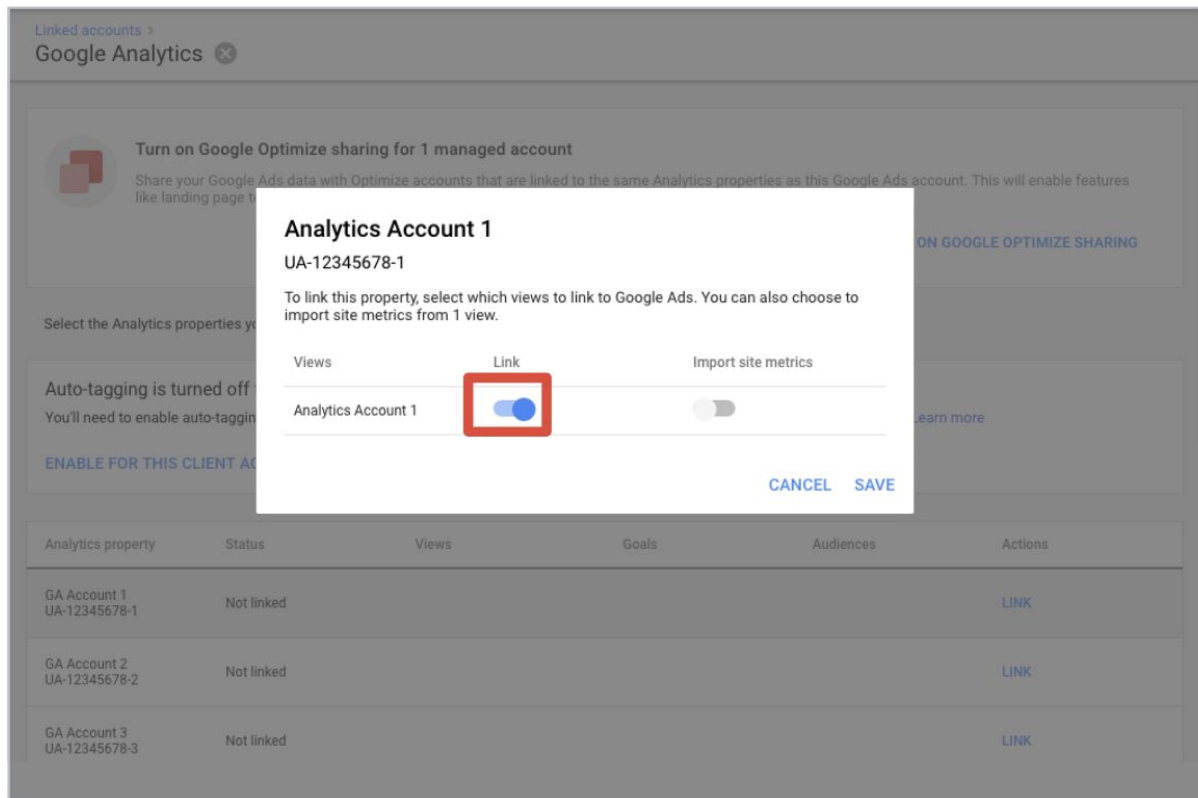 Linked accounts >
Google Analytics
Turn on Google Optimize sharing for 1 managed account
Share your Google Ads data with Optimize accounts that are linked to the same Analytics properties as this Google Ads account. This will enable features
like landing page
ON GOOGLE OPTIMIZE SHARING
Select the Analytics properties
Auto-tagging is turned off
You'll need to enable
Learn more
ENABLE FOR THIS CLIENT
Analytics Account 1
UA-12345678-1
To link this property, select which views to link to Google Ads. You can also choose to
import site metrics from 1 view.
Views Link Import site metrics
Analytics Account 1
CANCEL SAVE
Analytics property Status Views Goals Audiences Actions
GA Account 1
UA-12345678-1 Not linked LINK
GA Account 2
UA-12345678-2 Not linked LINK
GA Account 3
UA-12345678-3 Not linked LINK